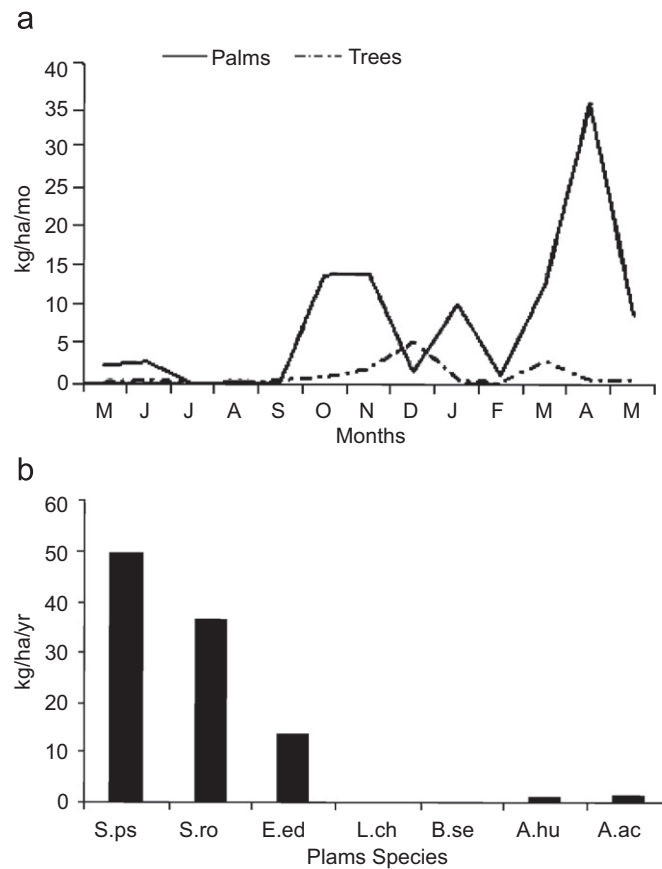 a
Palms Trees
40
35
30
25
20
15
10
5
0
kg/ha/mo
M J J A S O N D J F M A M
Months
b
60
50
40
30
20
10
0
kg/ha/yr
S.ps S.ro E.ed L.ch B.se A.hu A.ac
Plams Species